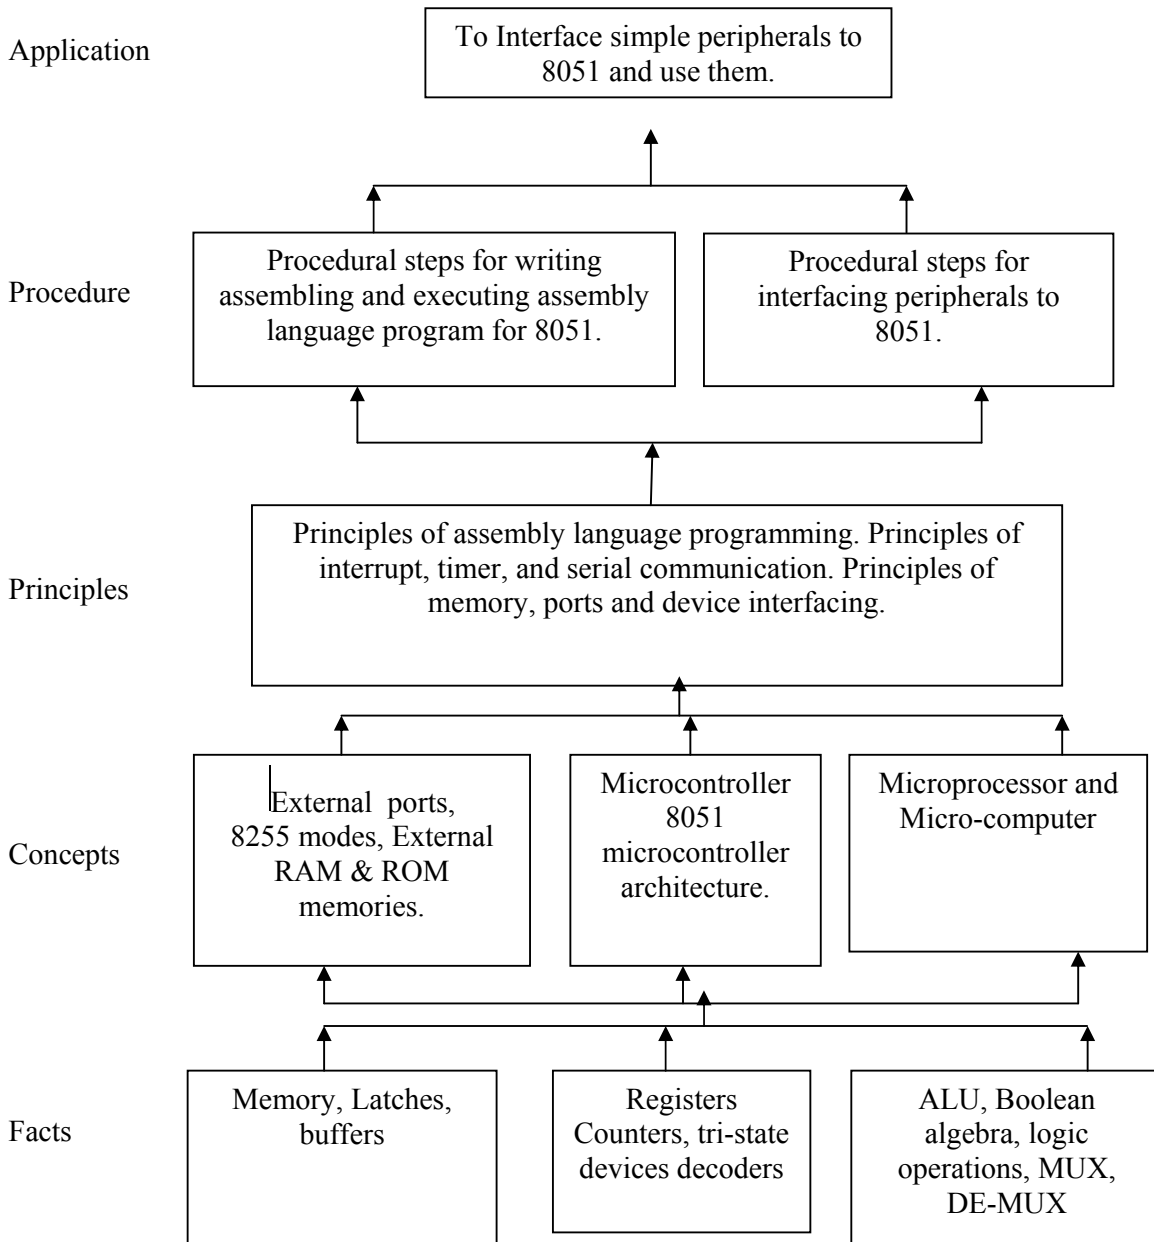 Application
To Interface simple peripherals to
8051 and use them.
Procedure
Procedural steps for writing
assembling and executing assembly
language program for 8051.
Procedural steps for
interfacing peripherals to
8051.
Principles
Principles of assembly language programming. Principles of
interrupt, timer, and serial communication. Principles of
memory, ports and device interfacing.
Concepts
External ports,
8255 modes, External
RAM & ROM
memories.
Microcontroller
8051
microcontroller
architecture.
Microprocessor and
Micro-computer
Facts
Memory, Latches,
buffers
Registers
Counters, tri-state
devices decoders
ALU, Boolean
algebra, logic
operations, MUX,
DE-MUX